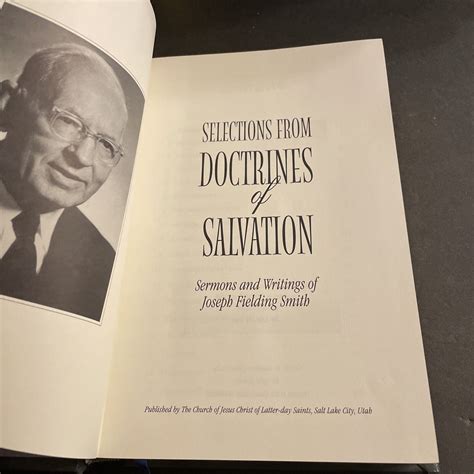 SELECTIONS FROM
DOCTRINES
of
SALVATION
Sermons and Writings of
Joseph Fielding Smith
Published by The Church of Jesus Christ of Latter-day Saints, Salt Lake City, Utah